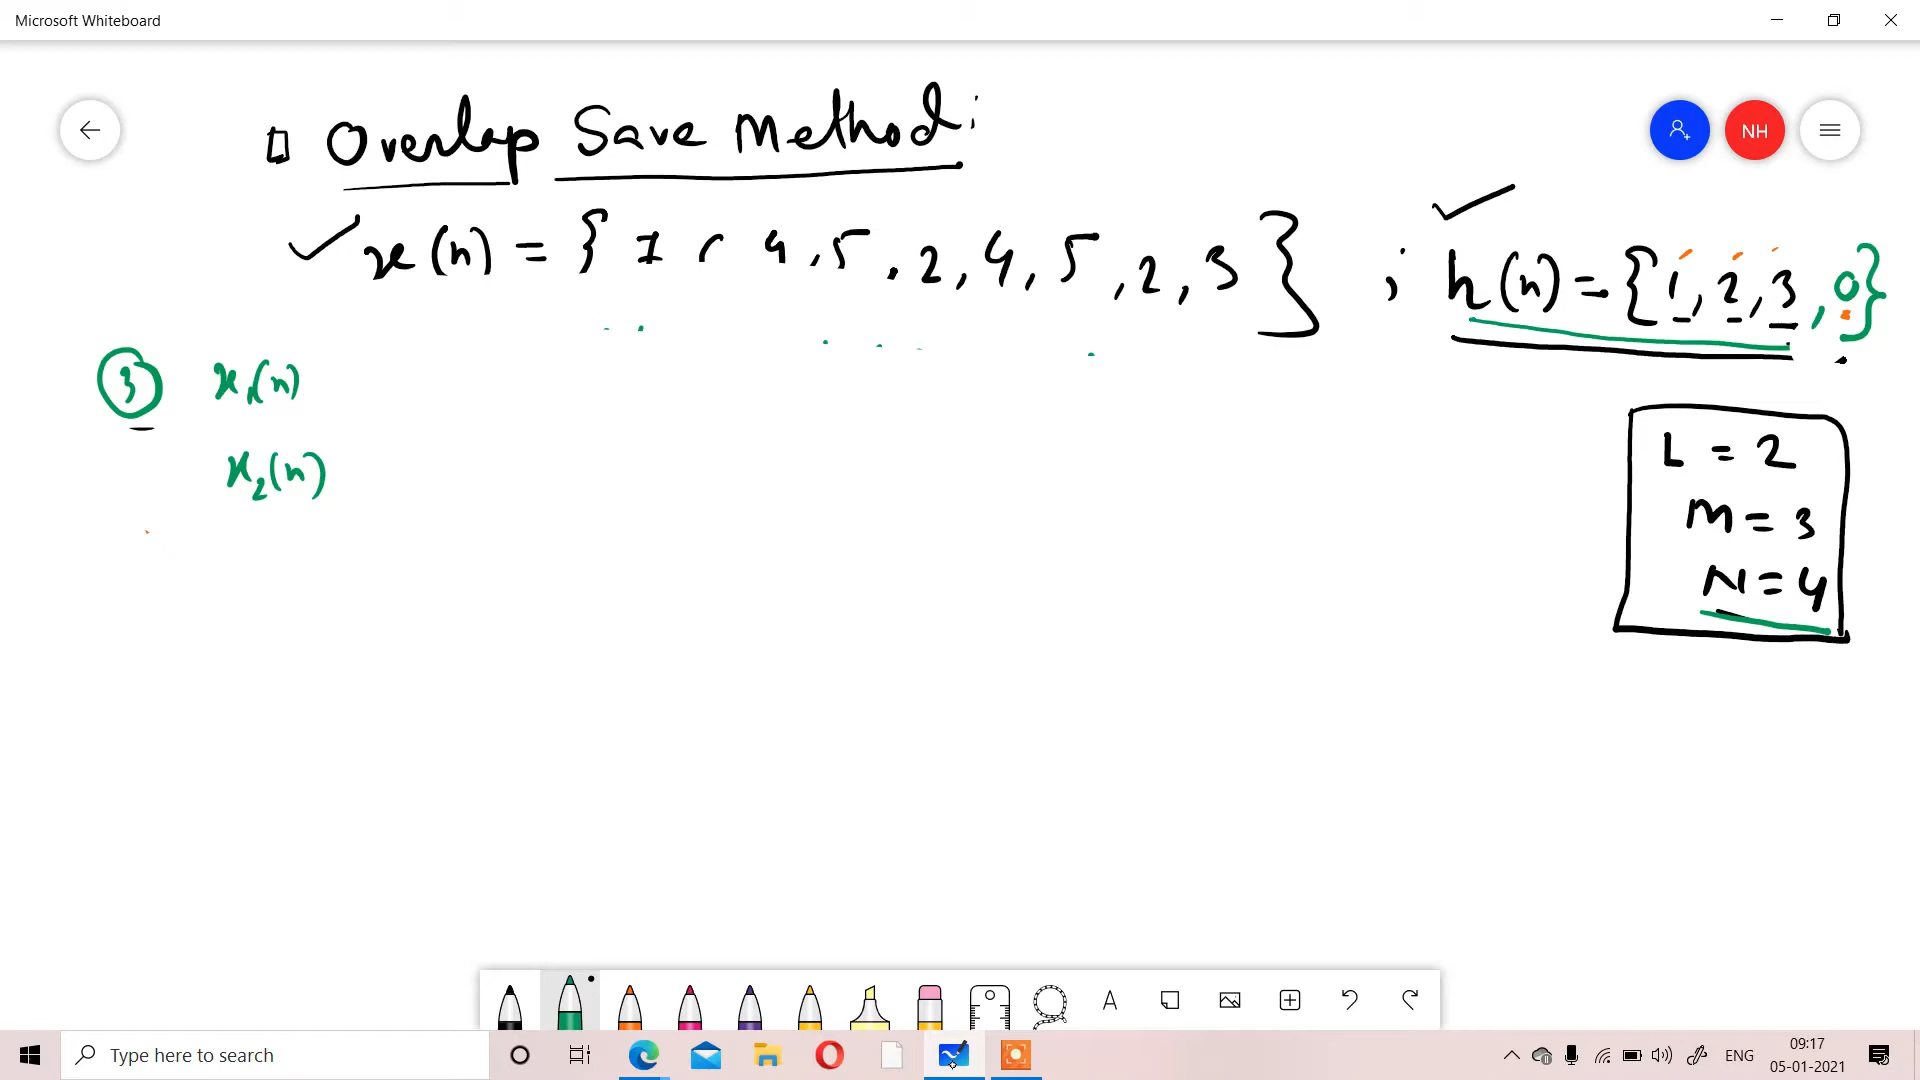 Microsoft Whiteboard
Overlap Save Method:
NH
x(n) = { 1 , 4, 5, 2, 4, 5, 2, 3 } ; h(n) = {1, 2, 3, 0}
3 x₁(n)
x₂(n)
L = 2
M = 3
N = 4
A
Type here to search
ENG
09:17
05-01-2021